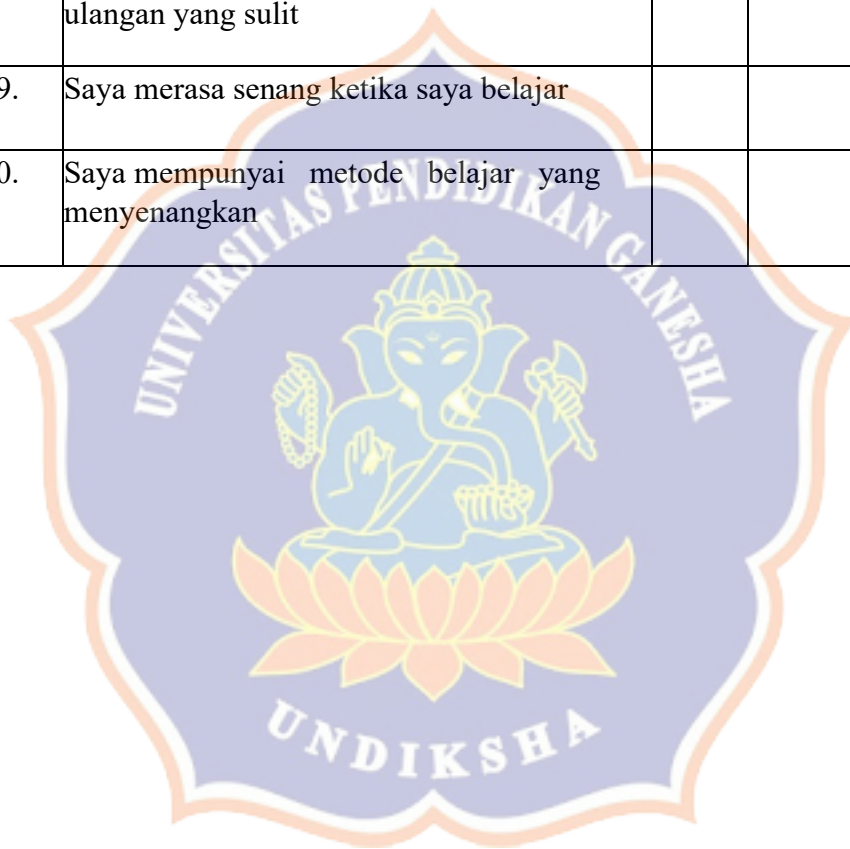 ulangan yang sulit
9. Saya merasa senang ketika saya belajar
0. Saya mempunyai metode belajar yang
menyenangkan
UNIVERSITAS PENDIDIKAN GANESHA
UNDIKSHA